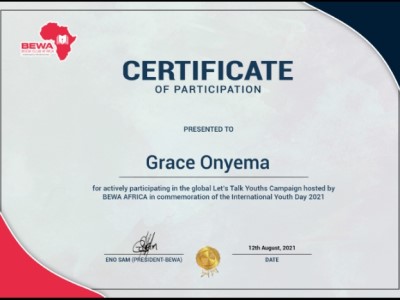 BEWA
CERTIFICATE
OF PARTICIPATION
PRESENTED TO
Grace Onyema
for actively participating in the global Let's Talk Youths Campaign hosted by
BEWA AFRICA in commemoration of the International Youth Day 2021
12th August, 2021
ENO SAM (PRESIDENT-BEWA)
DATE